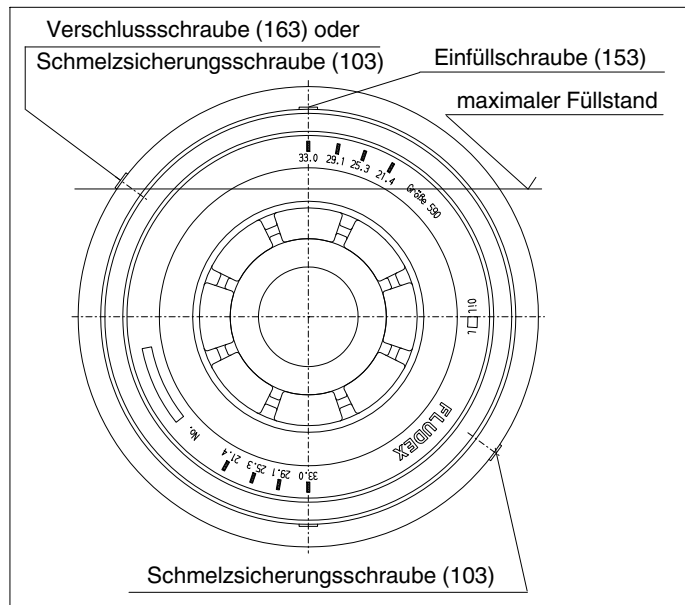 Verschlussschraube (163) oder
Schmelzsicherungsschraube (103)
Einfüllschraube (153)
maximaler Füllstand
33.0 29.1 25.3 21.4
Größe 590
OiL L
FLUDEX
No.
21.4 25.3 29.1 33.0
Schmelzsicherungsschraube (103)